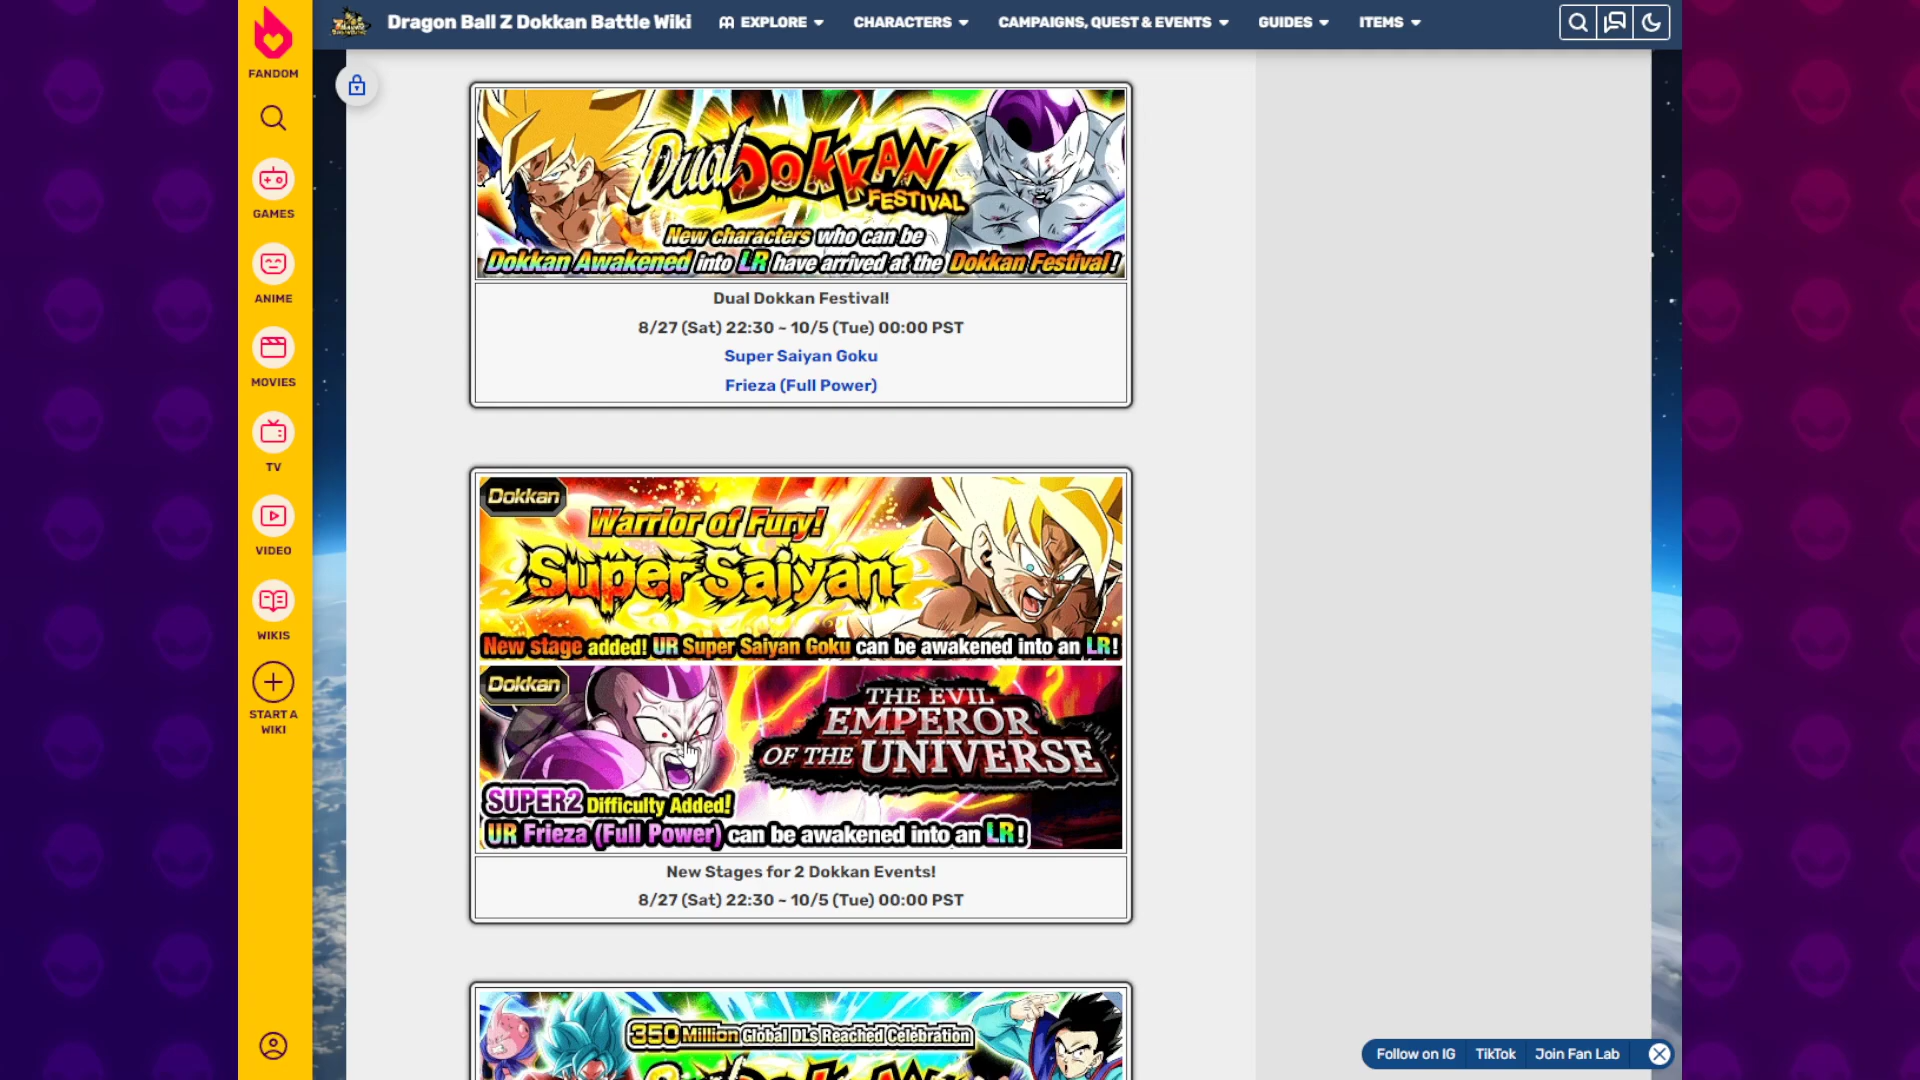 Dragon Ball Z Dokkan Battle Wiki
EXPLORE
CHARACTERS
CAMPAIGNS, QUEST & EVENTS
GUIDES
ITEMS
FANDOM
GAMES
ANIME
MOVIES
TV
VIDEO
WIKIS
START A
WIKI
Dual DOKKAN
FESTIVAL
New characters who can be
Dokkan Awakened into LR have arrived at the Dokkan Festival!
Dual Dokkan Festival!
8/27 (Sat) 22:30 ~ 10/5 (Tue) 00:00 PST
Super Saiyan Goku
Frieza (Full Power)
Dokkan
Warrior of Fury!
Super Saiyan
New stage added! UR Super Saiyan Goku can be awakened into an LR!
Dokkan
THE EVIL
EMPEROR
OF THE UNIVERSE
SUPER2 Difficulty Added!
UR Frieza (Full Power) can be awakened into an LR!
New Stages for 2 Dokkan Events!
8/27 (Sat) 22:30 ~ 10/5 (Tue) 00:00 PST
350 Million Global DLs Reached Celebration
Follow on IG
TikTok
Join Fan Lab